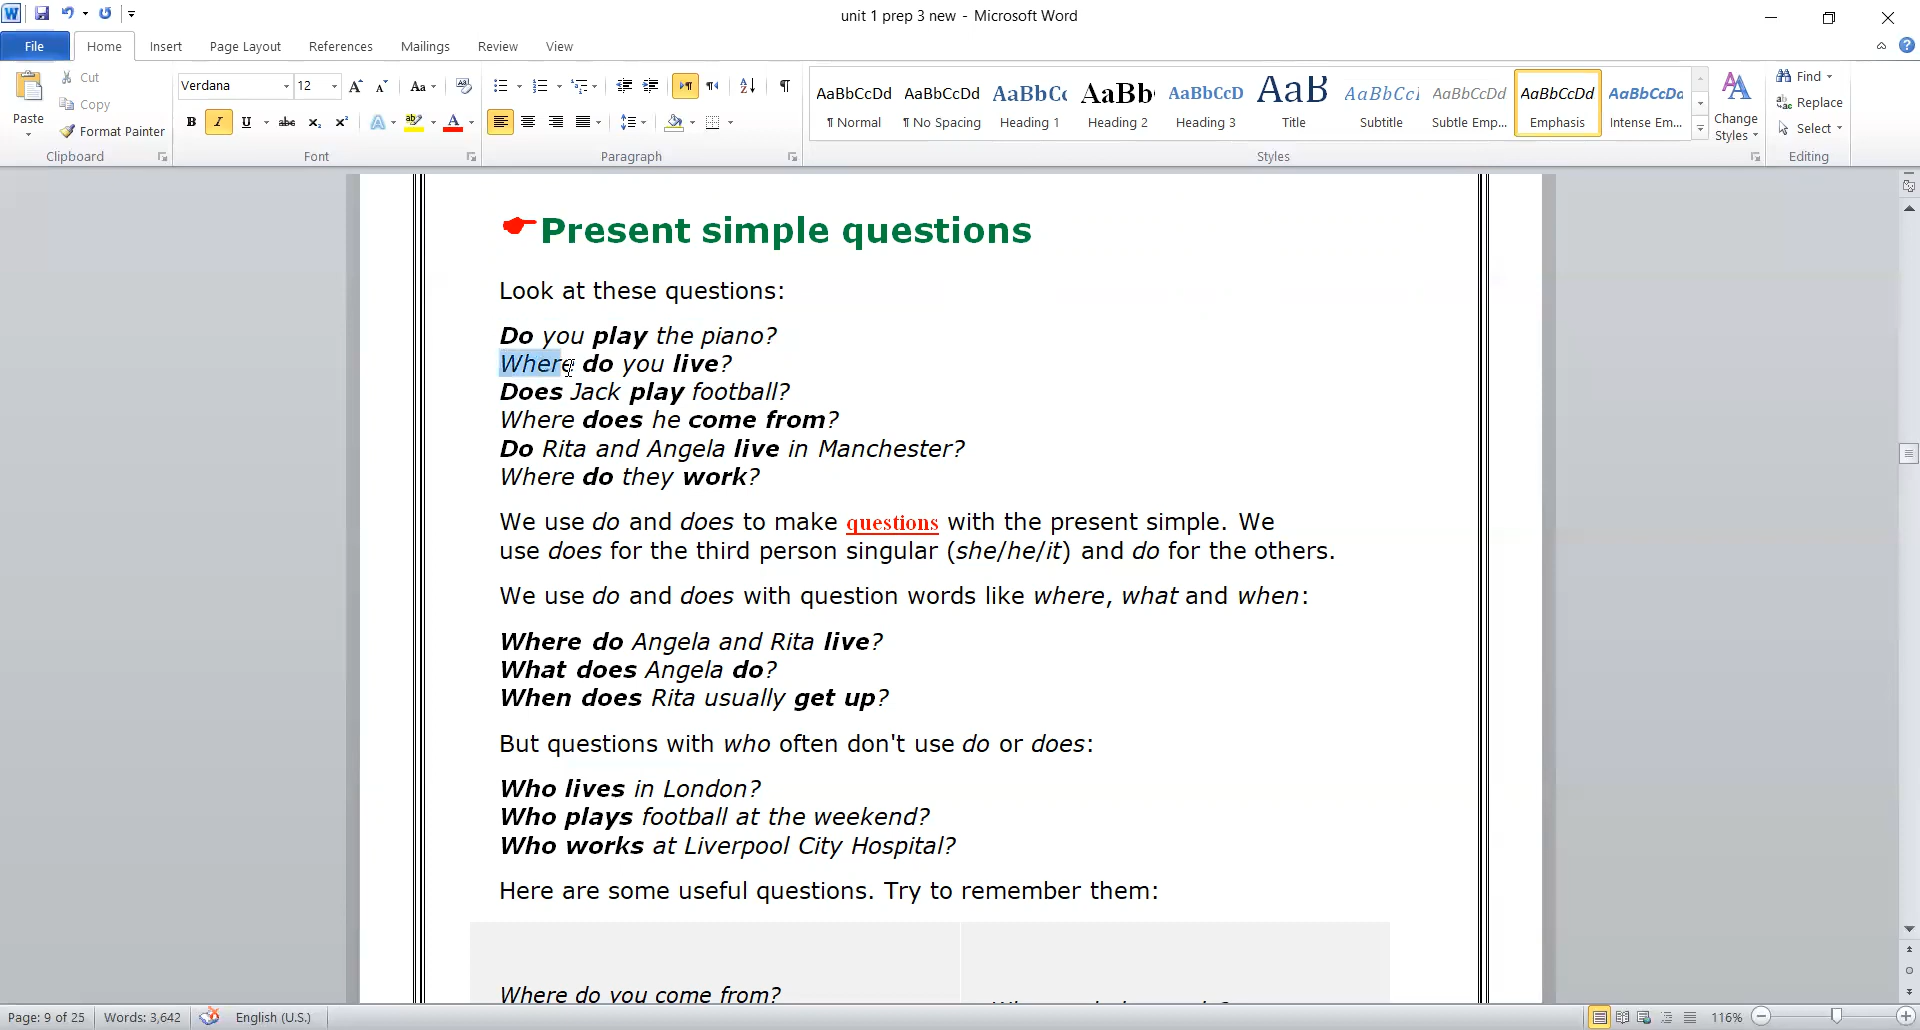 unit 1 prep 3 new - Microsoft Word
File Home Insert Page Layout References Mailings Review View
Paste
Cut
Copy
Format Painter
Clipboard
Verdana 12
Font
Paragraph
AaBbCcDd AaBbCcDd AaBbCc AaBb AaBbCcD AaB AaBbCcI AaBbCcDd AaBbCcDd AaBbCcDd
¶ Normal ¶ No Spacing Heading 1 Heading 2 Heading 3 Title Subtitle Subtle Emp... Emphasis Intense Em...
Styles
Change Styles
Find
Replace
Select
Editing
Present simple questions
Look at these questions:
Do you play the piano?
Where do you live?
Does Jack play football?
Where does he come from?
Do Rita and Angela live in Manchester?
Where do they work?
We use do and does to make questions with the present simple. We
use does for the third person singular (she/he/it) and do for the others.
We use do and does with question words like where, what and when:
Where do Angela and Rita live?
What does Angela do?
When does Rita usually get up?
But questions with who often don't use do or does:
Who lives in London?
Who plays football at the weekend?
Who works at Liverpool City Hospital?
Here are some useful questions. Try to remember them:
Where do you come from?
Page: 9 of 25 Words: 3,642 English (U.S.) 116%